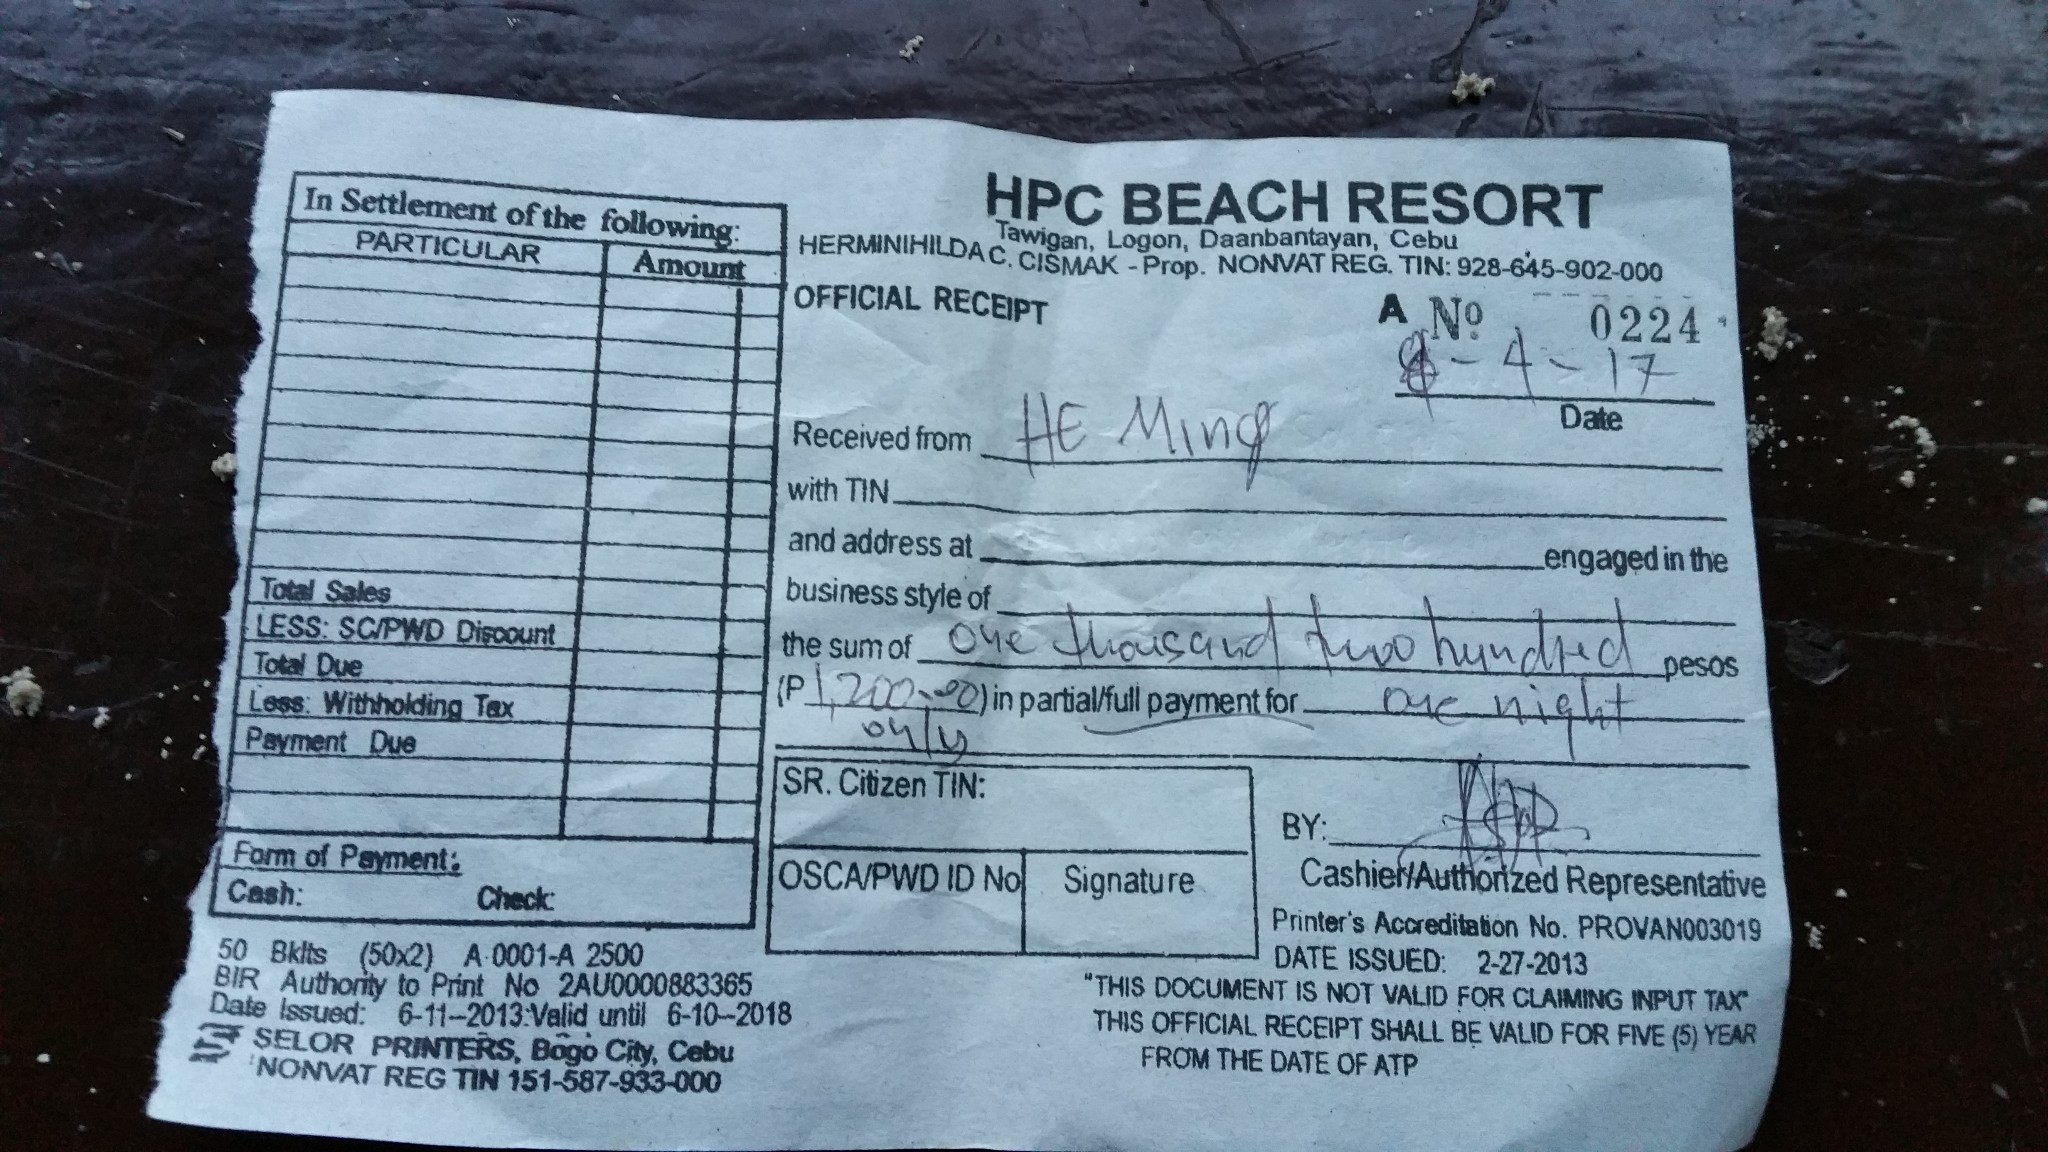 In Settlement of the following:
PARTICULAR Amount
Total Sales
LESS: SC/PWD Discount
Total Due
Less: Withholding Tax
Payment Due
Form of Payment:
Cash: Check:
50 Bklts (50x2) A 0001-A 2500
BIR Authority to Print No 2AU0000883365
Date Issued: 6-11--2013:Valid until 6-10--2018
SELOR PRINTERS, Bogo City, Cebu
NONVAT REG TIN 151-587-933-000
HPC BEACH RESORT
Tawigan, Logon, Daanbantayan, Cebu
HERMINIHILDA C. CISMAK - Prop. NONVAT REG. TIN: 928-645-902-000
OFFICIAL RECEIPT
A No 0224
- 4 - 17
Date
Received from HE Ming
with TIN
and address at engaged in the
business style of
the sum of one thousand two hundred pesos
(P 1,200.00) in partial/full payment for one night
only
SR. Citizen TIN:
OSCA/PWD ID No Signature
BY:
Cashier/Authorized Representative
Printer's Accreditation No. PROVAN003019
DATE ISSUED: 2-27-2013
"THIS DOCUMENT IS NOT VALID FOR CLAIMING INPUT TAX"
THIS OFFICIAL RECEIPT SHALL BE VALID FOR FIVE (5) YEAR
FROM THE DATE OF ATP